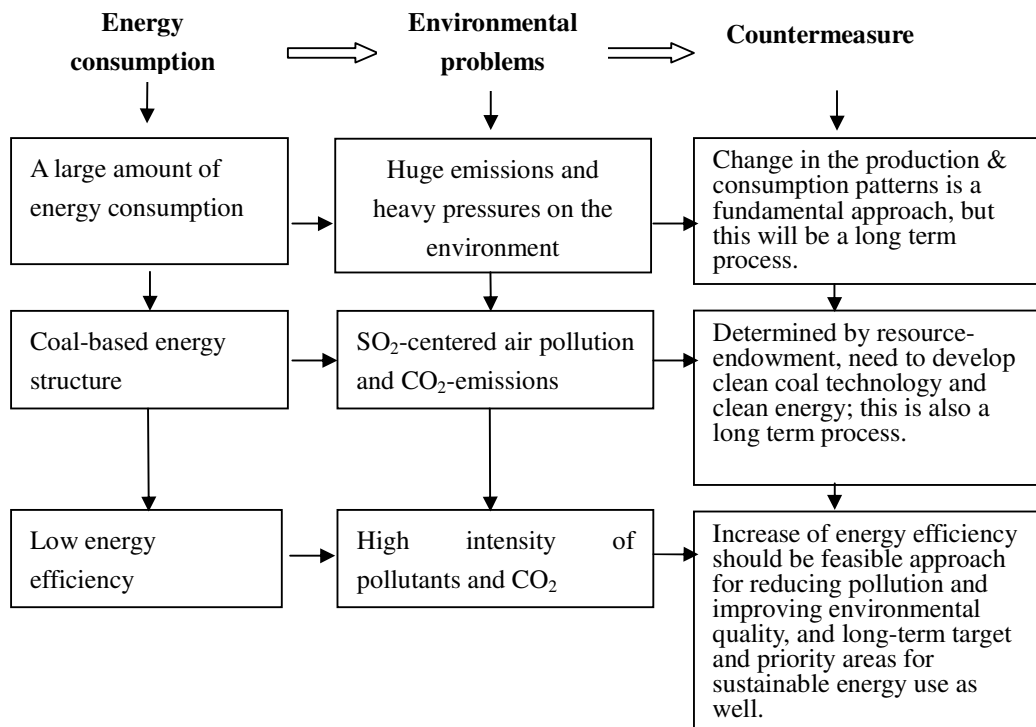 Energy
consumption
Environmental
problems
Countermeasure
A large amount of
energy consumption
Huge emissions and
heavy pressures on the
environment
Change in the production &
consumption patterns is a
fundamental approach, but
this will be a long term
process.
Coal-based energy
structure
SO₂-centered air pollution
and CO₂-emissions
Determined by resource-
endowment, need to develop
clean coal technology and
clean energy; this is also a
long term process.
Low energy
efficiency
High intensity of
pollutants and CO₂
Increase of energy efficiency
should be feasible approach
for reducing pollution and
improving environmental
quality, and long-term target
and priority areas for
sustainable energy use as
well.